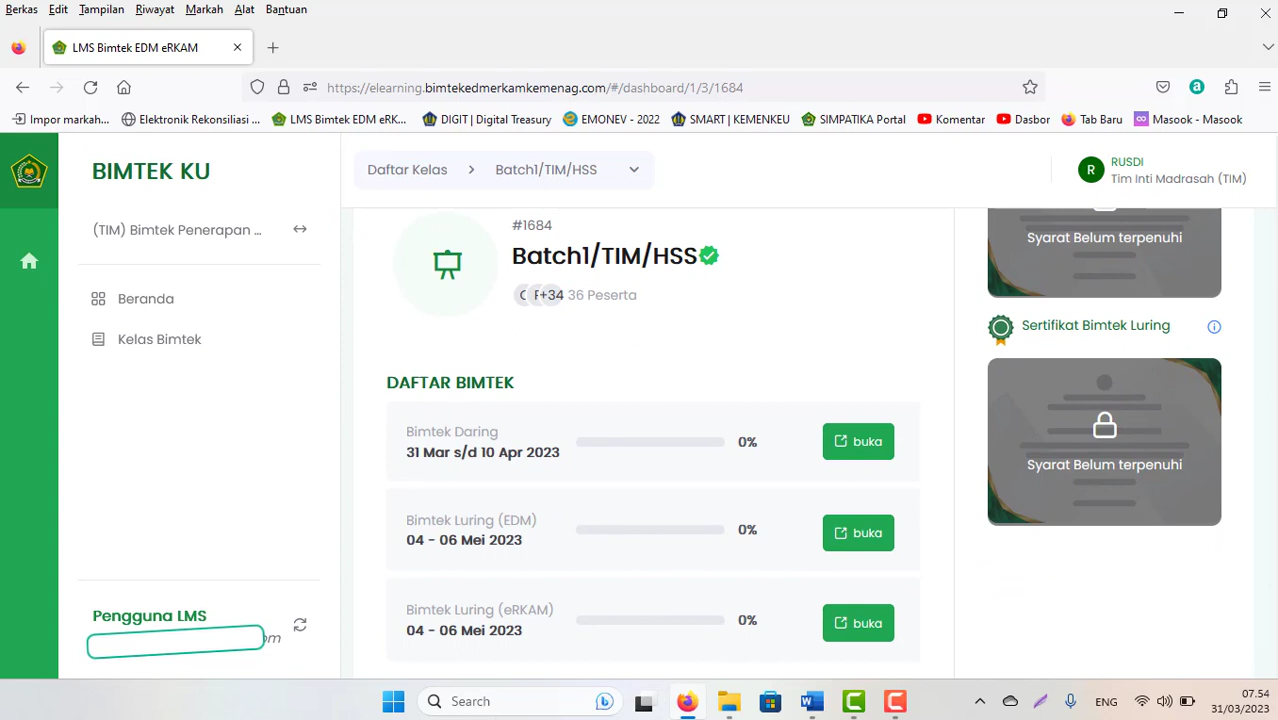 Berkas Edit Tampilan Riwayat Markah Alat Bantuan
LMS Bimtek EDM eRKAM
https://elearning.bimtekedmerkamkemenag.com/#/dashboard/1/3/1684
Impor markah... Elektronik Rekonsiliasi ... LMS Bimtek EDM eRK... DIGIT | Digital Treasury EMONEV - 2022 SMART | KEMENKEU SIMPATIKA Portal Komentar Dasbor Tab Baru Masook - Masook
BIMTEK KU
(TIM) Bimtek Penerapan ...
Beranda
Kelas Bimtek
Pengguna LMS
om
Daftar Kelas > Batch1/TIM/HSS
R
RUSDI
Tim Inti Madrasah (TIM)
#1684
Batch1/TIM/HSS
+34 36 Peserta
DAFTAR BIMTEK
Bimtek Daring
31 Mar s/d 10 Apr 2023
0%
buka
Bimtek Luring (EDM)
04 - 06 Mei 2023
0%
buka
Bimtek Luring (eRKAM)
04 - 06 Mei 2023
0%
buka
Syarat Belum terpenuhi
Sertifikat Bimtek Luring
Syarat Belum terpenuhi
Search
ENG
07.54
31/03/2023